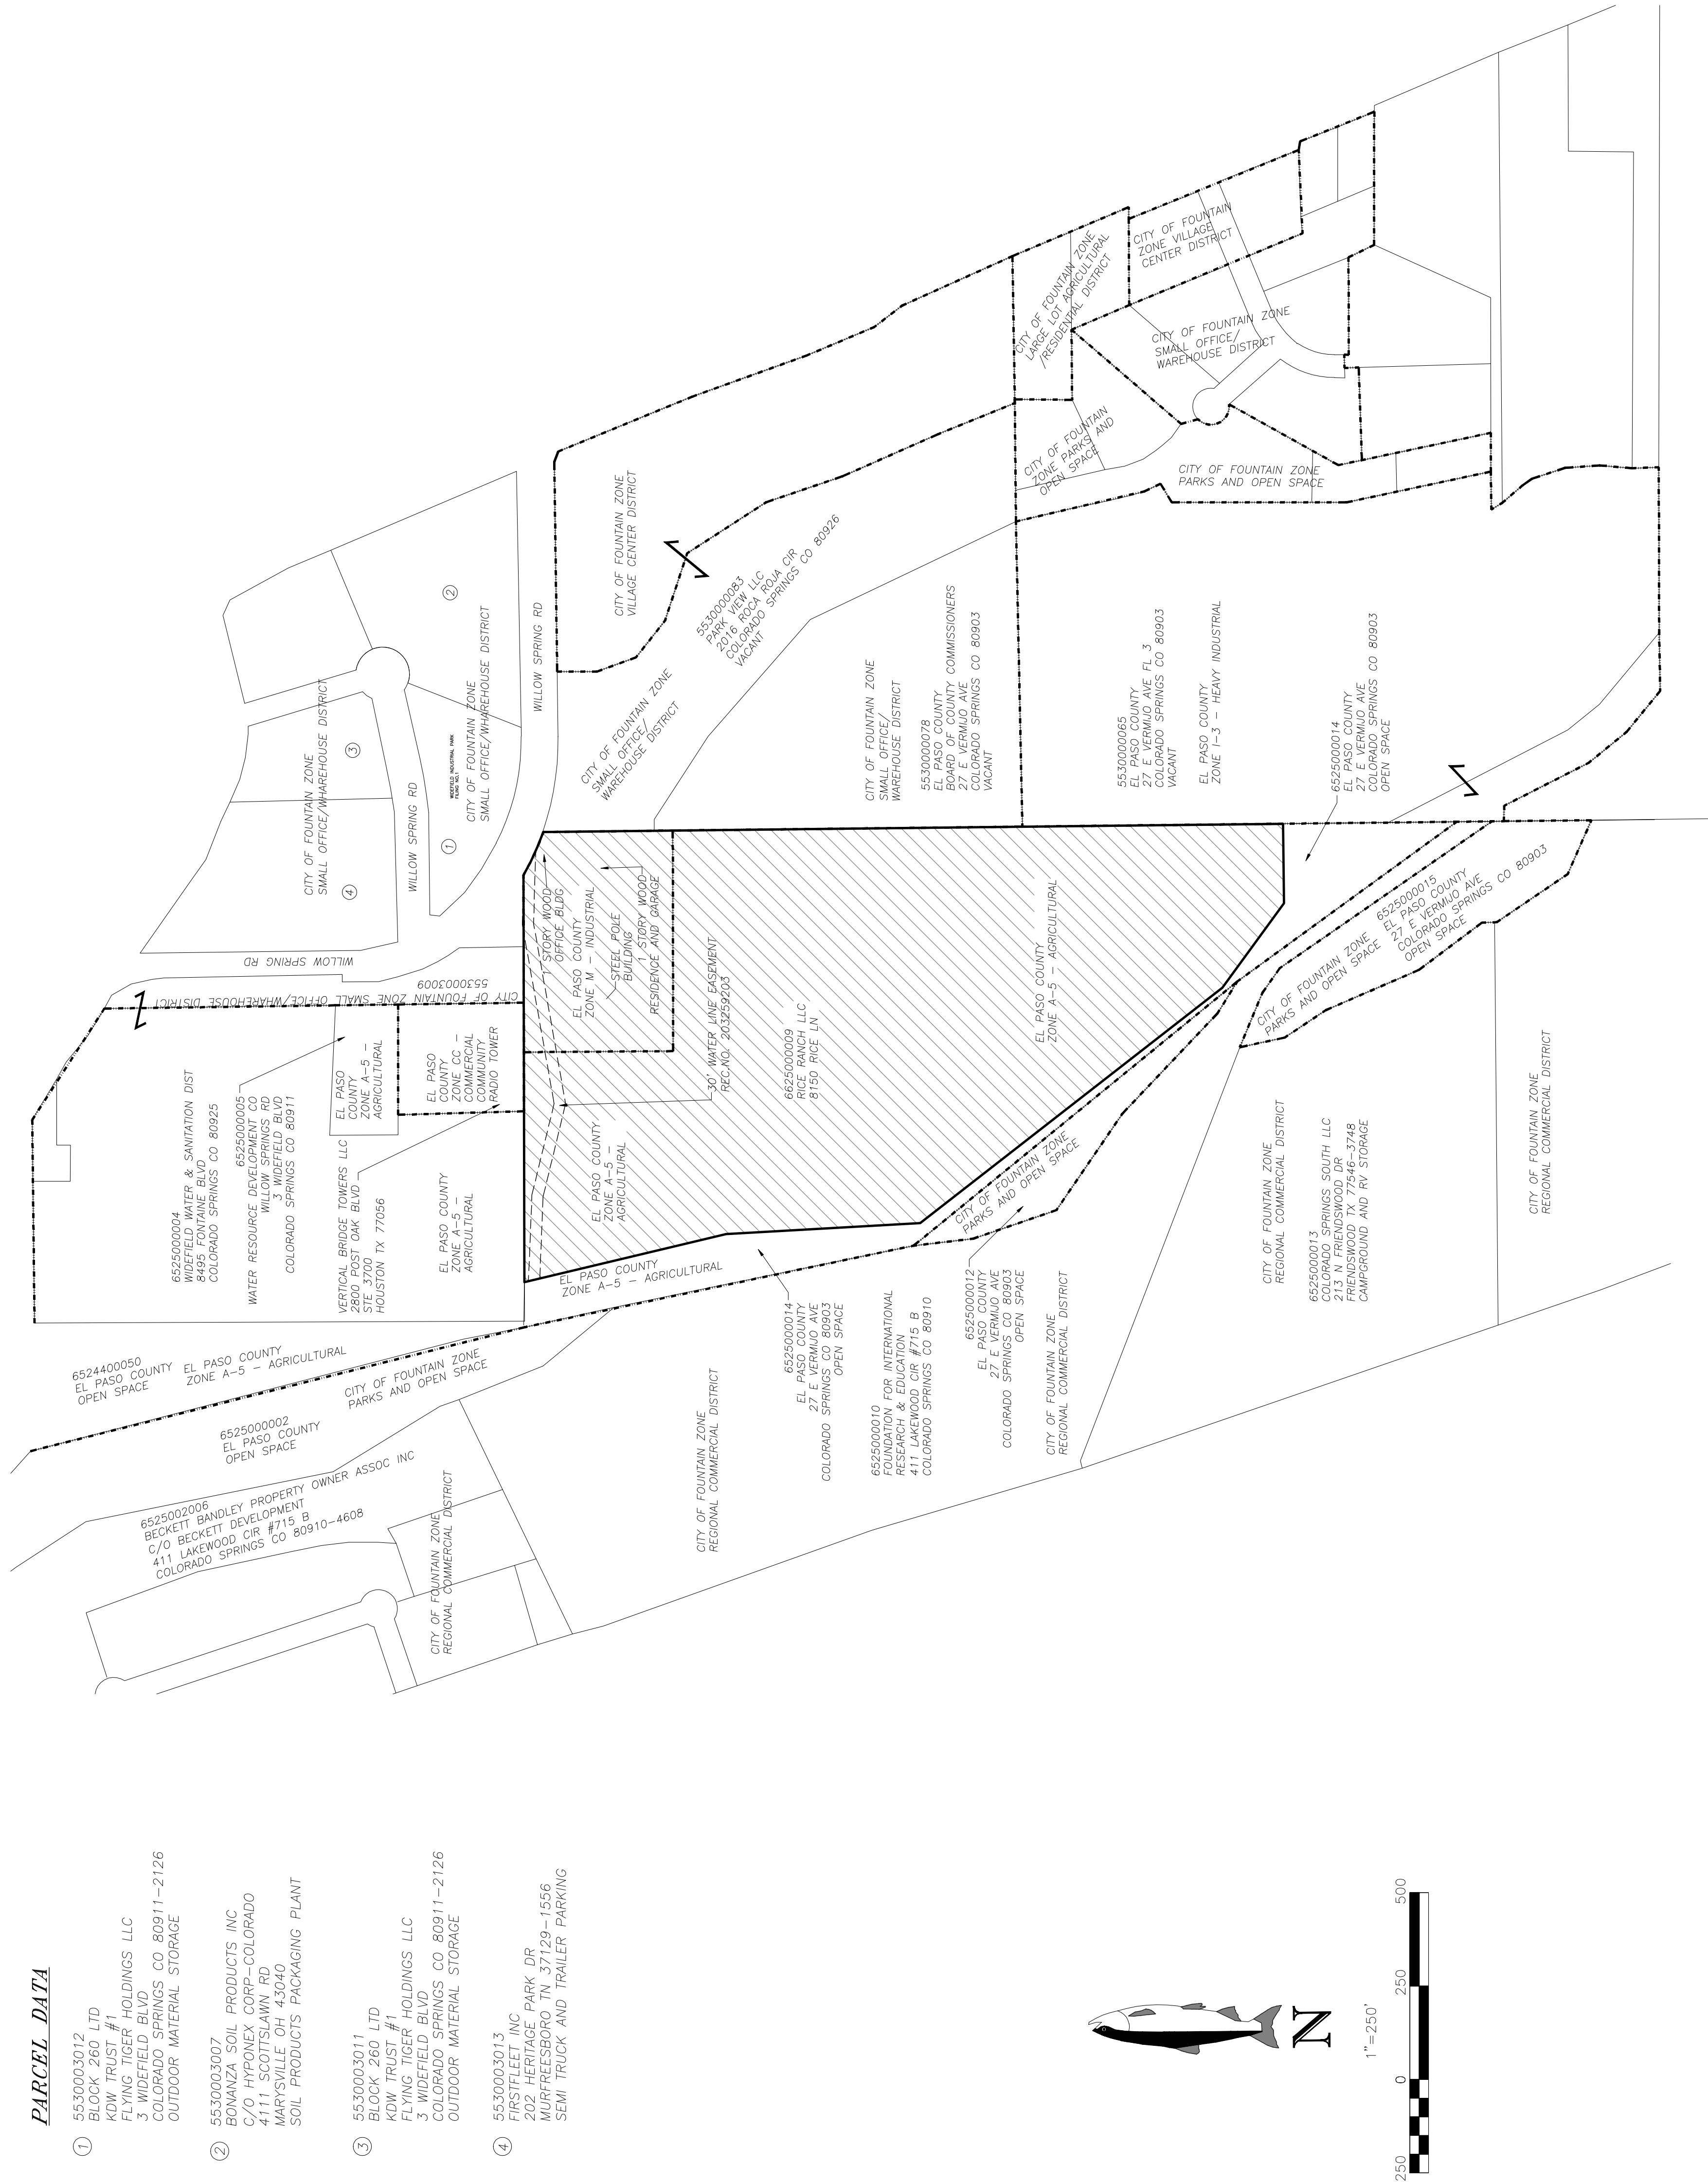 PARCEL DATA
1
5530003012
BLOCK 260 LTD
KDW TRUST #1
FLYING TIGER HOLDINGS LLC
3 WIDEFIELD BLVD
COLORADO SPRINGS CO 80911-2126
OUTDOOR MATERIAL STORAGE
2
5530003007
BONANZA SOIL PRODUCTS INC
C/O HYPONEX CORP-COLORADO
4111 SCOTTSLAWN RD
MARYSVILLE OH 43040
SOIL PRODUCTS PACKAGING PLANT
3
5530003011
BLOCK 260 LTD
KDW TRUST #1
FLYING TIGER HOLDINGS LLC
3 WIDEFIELD BLVD
COLORADO SPRINGS CO 80911-2126
OUTDOOR MATERIAL STORAGE
4
5530003013
FIRSTFLEET INC
202 HERITAGE PARK DR
MURFREESBORO TN 37129-1556
SEMI TRUCK AND TRAILER PARKING
N
1"=250'
250
0
250
500
6524400050
EL PASO COUNTY
OPEN SPACE
EL PASO COUNTY
ZONE A-5 - AGRICULTURAL
6525000002
EL PASO COUNTY
OPEN SPACE
CITY OF FOUNTAIN ZONE
PARKS AND OPEN SPACE
6525002006
BECKETT BANDLEY PROPERTY OWNER ASSOC INC
C/O BECKETT DEVELOPMENT
411 LAKEWOOD CIR #715 B
COLORADO SPRINGS CO 80910-4608
CITY OF FOUNTAIN ZONE
REGIONAL COMMERCIAL DISTRICT
6525000004
WIDEFIELD WATER & SANITATION DIST
8495 FONTAINE BLVD
COLORADO SPRINGS CO 80925
6525000005
WATER RESOURCE DEVELOPMENT CO
WILLOW SPRINGS RD
3 WIDEFIELD BLVD
COLORADO SPRINGS CO 80911
VERTICAL BRIDGE TOWERS LLC
2800 POST OAK BLVD
STE 3700
HOUSTON TX 77056
EL PASO
COUNTY
ZONE A-5 -
AGRICULTURAL
EL PASO
COUNTY
ZONE CC -
COMMERCIAL
COMMUNITY
RADIO TOWER
EL PASO COUNTY
ZONE A-5 -
AGRICULTURAL
CITY OF FOUNTAIN ZONE SMALL OFFICE/WHAREHOUSE DISTRICT
5530003009
WILLOW SPRING RD
CITY OF FOUNTAIN ZONE
SMALL OFFICE/WHAREHOUSE DISTRICT
4
3
WILLOW SPRING RD
1
WIDEFIELD INDUSTRIAL PARK
FILING NO.1
2
CITY OF FOUNTAIN ZONE
SMALL OFFICE/WHAREHOUSE DISTRICT
WILLOW SPRING RD
1 STORY WOOD
OFFICE BLDG
EL PASO COUNTY
ZONE M - INDUSTRIAL
STEEL POLE
BUILDING
1 STORY WOOD
RESIDENCE AND GARAGE
EL PASO COUNTY
ZONE A-5 -
AGRICULTURAL
30' WATER LINE EASEMENT
REC.NO. 203259203
6625000009
RICE RANCH LLC
8150 RICE LN
EL PASO COUNTY
ZONE A-5 - AGRICULTURAL
EL PASO COUNTY
ZONE A-5 - AGRICULTURAL
CITY OF FOUNTAIN ZONE
VILLAGE CENTER DISTRICT
CITY OF FOUNTAIN ZONE
SMALL OFFICE/
WAREHOUSE DISTRICT
5530000083
PARK VIEW LLC
2016 ROCA ROJA CIR
COLORADO SPRINGS CO 80926
VACANT
CITY OF FOUNTAIN ZONE
SMALL OFFICE/
WAREHOUSE DISTRICT
5530000078
EL PASO COUNTY
BOARD OF COUNTY COMMISSIONERS
27 E VERMIJO AVE
COLORADO SPRINGS CO 80903
VACANT
CITY OF FOUNTAIN ZONE
LARGE LOT AGRICULTURAL
/RESIDENTIAL DISTRICT
CITY OF FOUNTAIN
ZONE PARKS AND
OPEN SPACE
CITY OF FOUNTAIN
ZONE VILLAGE
CENTER DISTRICT
CITY OF FOUNTAIN ZONE
SMALL OFFICE/
WAREHOUSE DISTRICT
CITY OF FOUNTAIN ZONE
PARKS AND OPEN SPACE
5530000065
EL PASO COUNTY
27 E VERMIJO AVE FL 3
COLORADO SPRINGS CO 80903
VACANT
EL PASO COUNTY
ZONE I-3 - HEAVY INDUSTRIAL
6525000014
EL PASO COUNTY
27 E VERMIJO AVE
COLORADO SPRINGS CO 80903
OPEN SPACE
6525000015
EL PASO COUNTY
27 E VERMIJO AVE
COLORADO SPRINGS CO 80903
OPEN SPACE
CITY OF FOUNTAIN ZONE
PARKS AND OPEN SPACE
CITY OF FOUNTAIN ZONE
PARKS AND OPEN SPACE
CITY OF FOUNTAIN ZONE
REGIONAL COMMERCIAL DISTRICT
6525000014
EL PASO COUNTY
27 E VERMIJO AVE
COLORADO SPRINGS CO 80903
OPEN SPACE
6525000010
FOUNDATION FOR INTERNATIONAL
RESEARCH & EDUCATION
411 LAKEWOOD CIR #715 B
COLORADO SPRINGS CO 80910
6525000012
EL PASO COUNTY
27 E VERMIJO AVE
COLORADO SPRINGS CO 80903
OPEN SPACE
CITY OF FOUNTAIN ZONE
REGIONAL COMMERCIAL DISTRICT
CITY OF FOUNTAIN ZONE
REGIONAL COMMERCIAL DISTRICT
6525000013
COLORADO SPRINGS SOUTH LLC
213 N FRIENDSWOOD DR
FRIENDSWOOD TX 77546-3748
CAMPGROUND AND RV STORAGE
CITY OF FOUNTAIN ZONE
REGIONAL COMMERCIAL DISTRICT